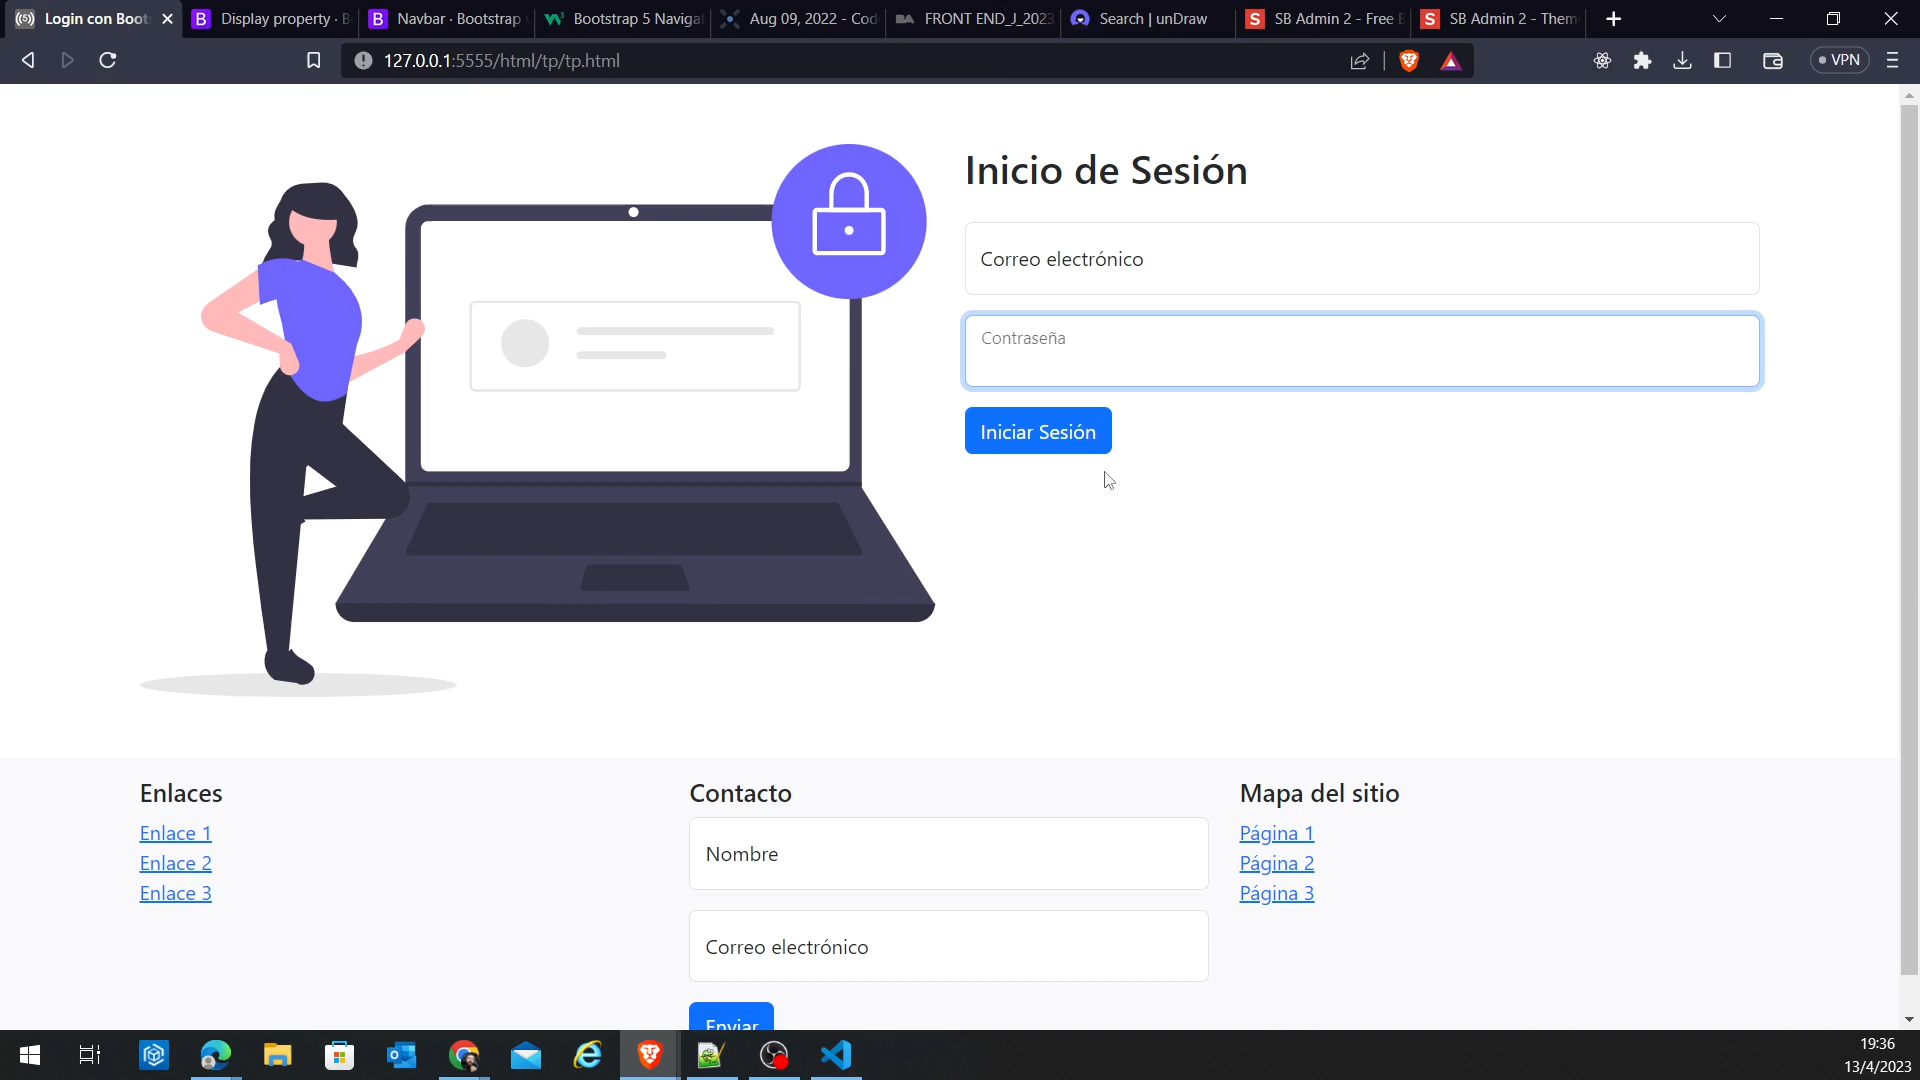 Login con Boot
Display property · B
Navbar · Bootstrap
Bootstrap 5 Naviga
Aug 09, 2022 - Cod
FRONT END_J_2023
Search | unDraw
SB Admin 2 - Free B
SB Admin 2 - Them
127.0.0.1:5555/html/tp/tp.html
VPN
Inicio de Sesión
Correo electrónico
Contraseña
Iniciar Sesión
Enlaces
Enlace 1
Enlace 2
Enlace 3
Contacto
Nombre
Correo electrónico
Enviar
Mapa del sitio
Página 1
Página 2
Página 3
19:36
13/4/2023